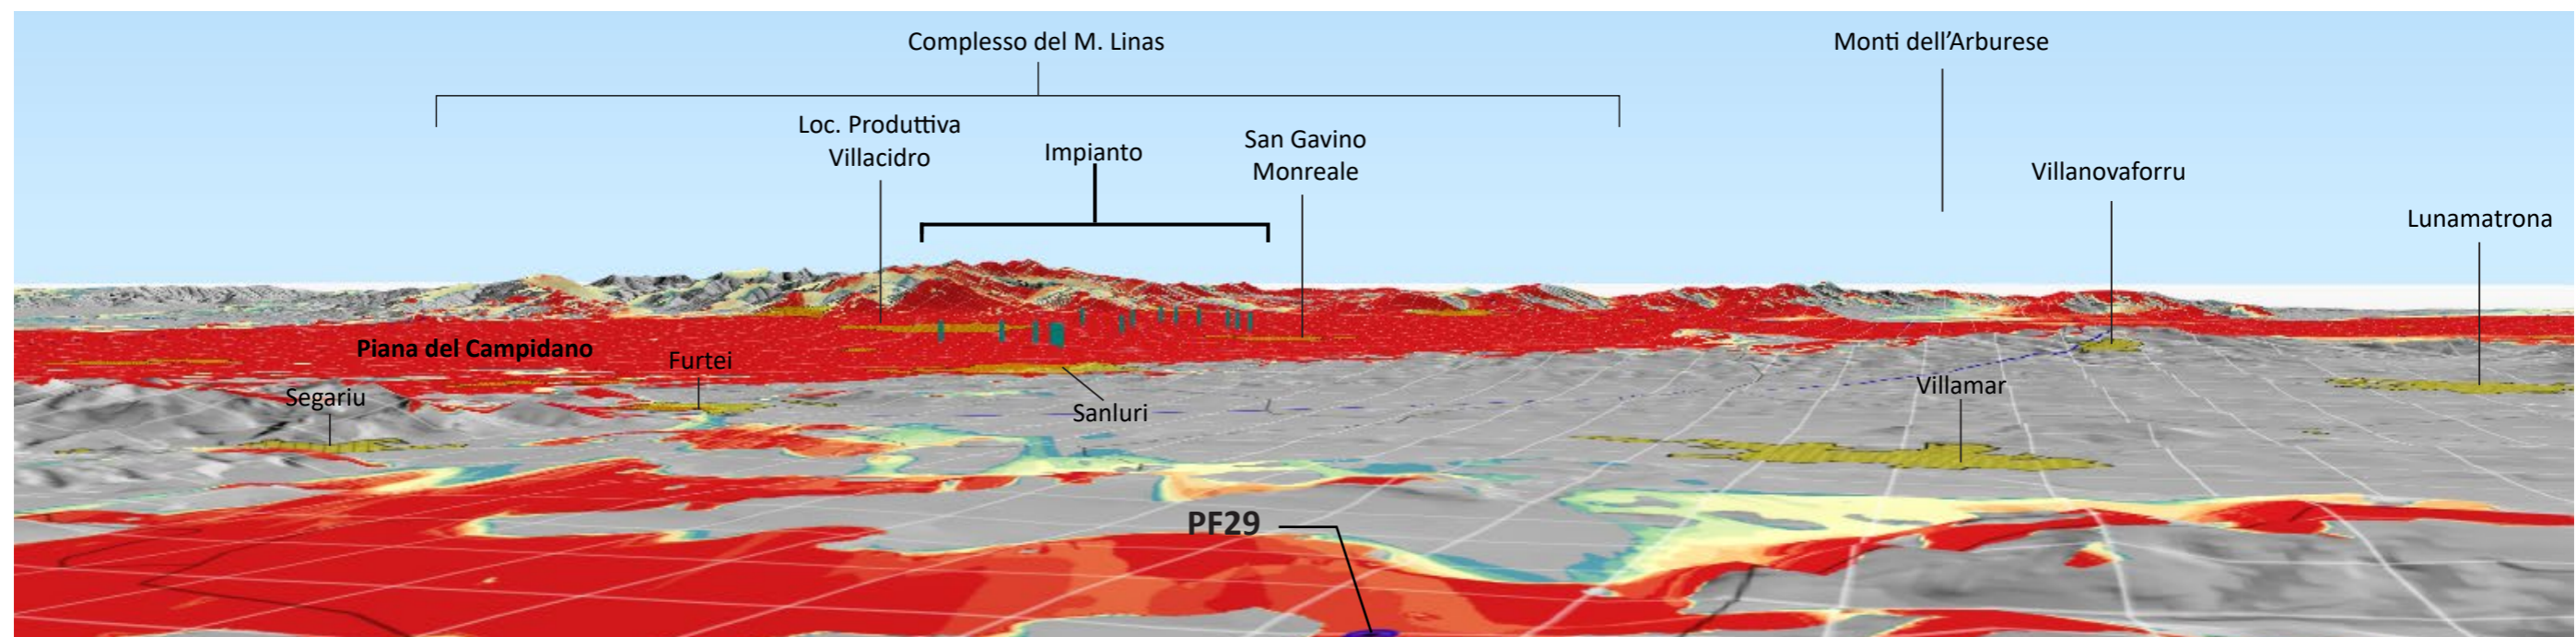 Complesso del M. Linas
Monti dell'Arburese
Loc. Produttiva
Villacidro
Impianto
San Gavino
Monreale
Villanovaforru
Lunamatrona
Piana del Campidano
Furtei
Segariu
Sanluri
Villamar
PF29